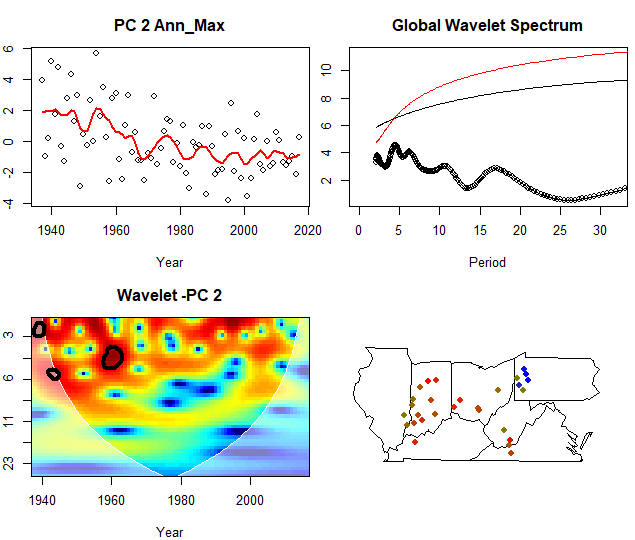 PC 2 Ann_Max
6
4
2
0
-2
-4
1940 1960 1980 2000 2020
Year
Global Wavelet Spectrum
10
8
6
4
2
0 5 10 15 20 25 30
Period
Wavelet -PC 2
3
6
11
23
1940 1960 1980 2000
Year